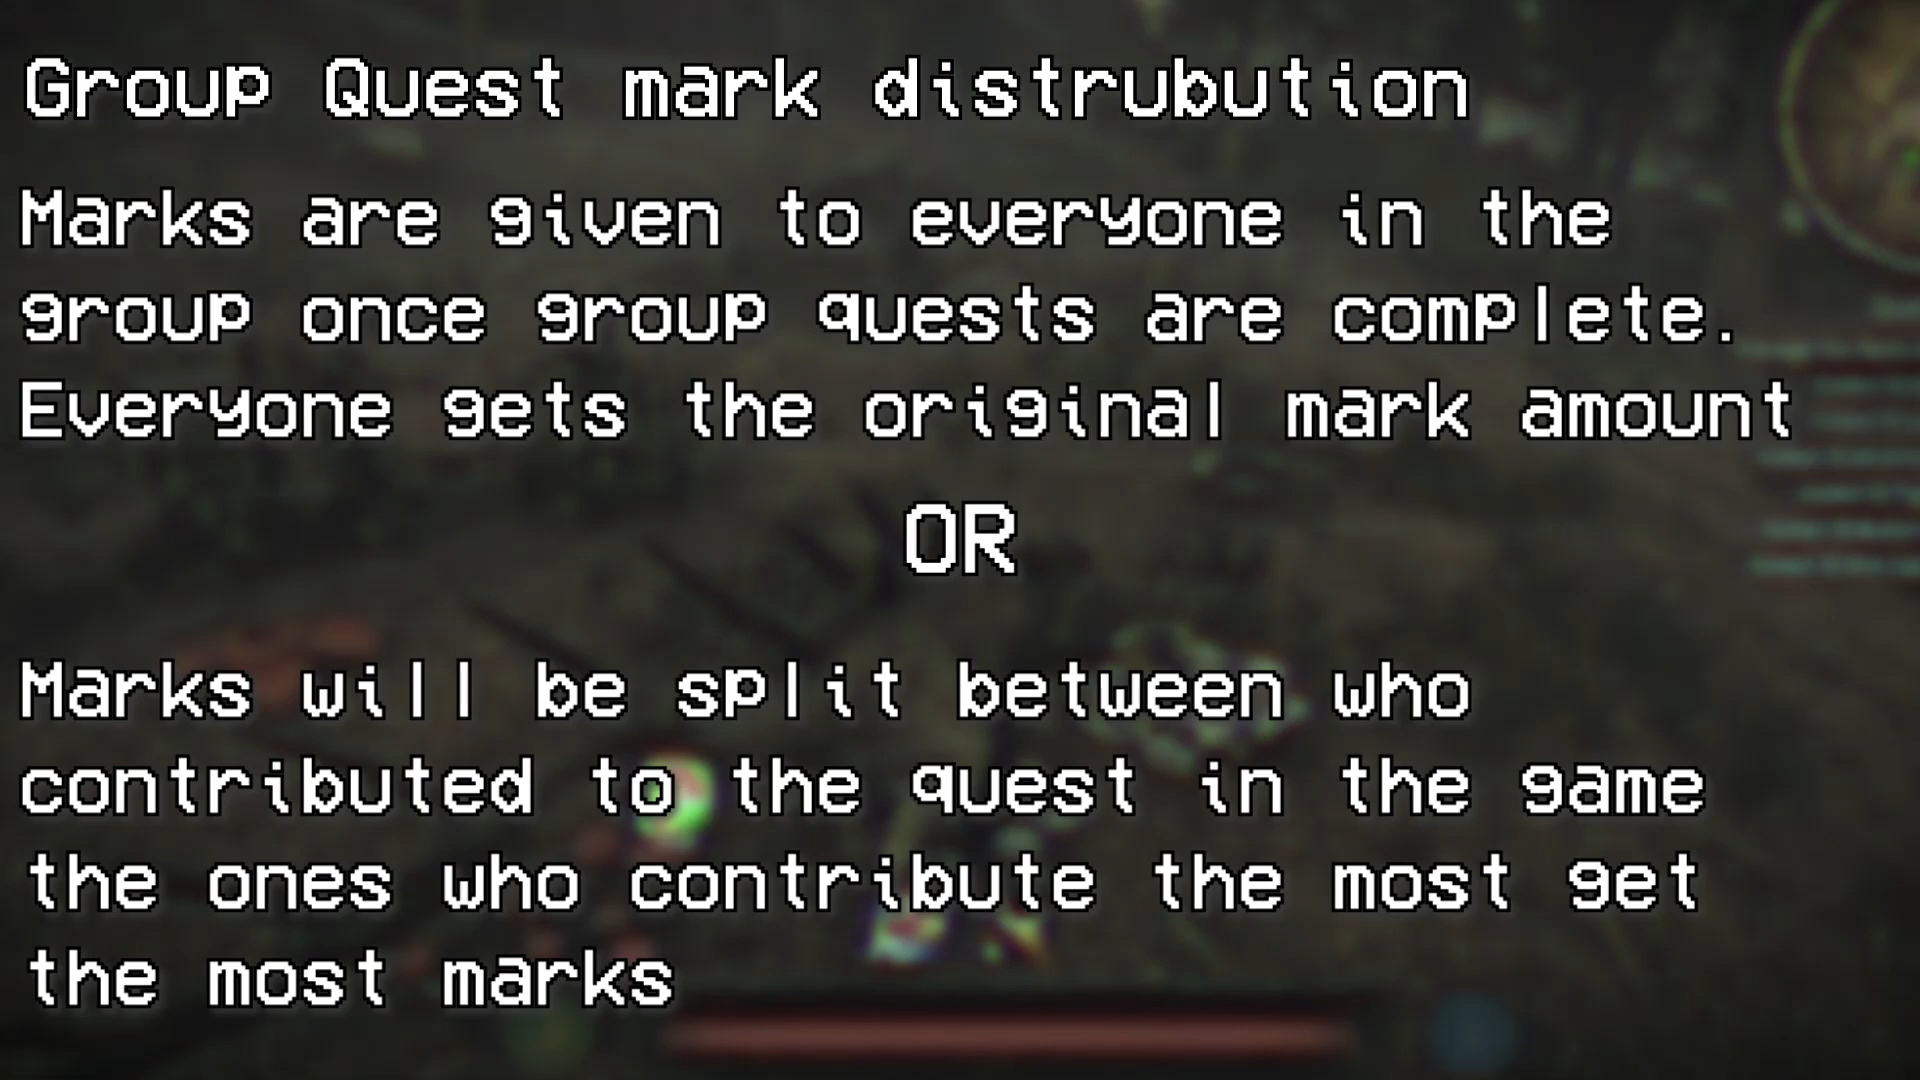 Group Quest mark distrubution
Marks are given to everyone in the
group once group quests are complete.
Everyone gets the original mark amount
OR
Marks will be split between who
contributed to the quest in the game
the ones who contribute the most get
the most marks